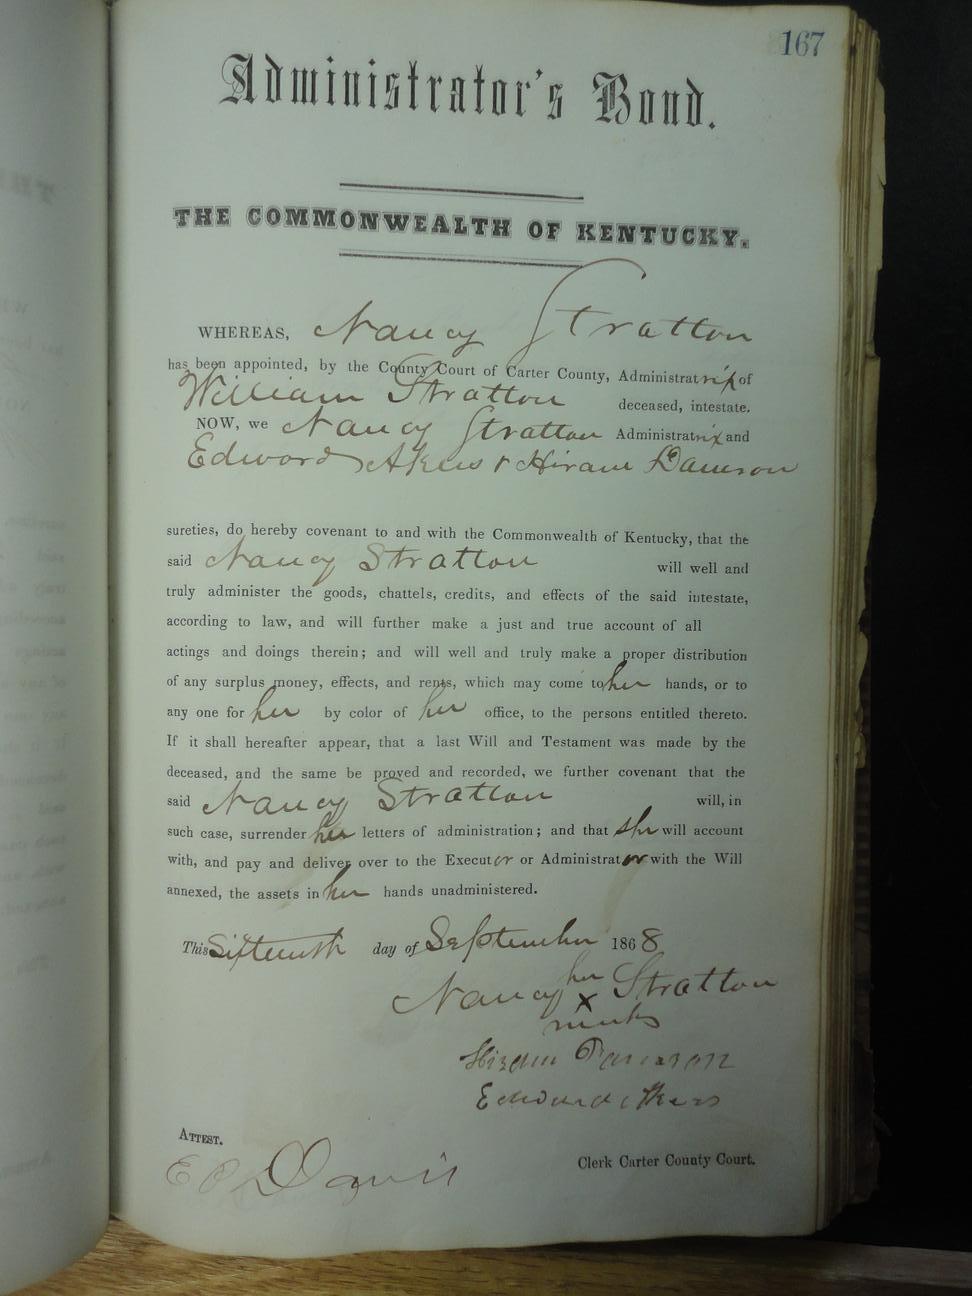 167
Administrator's Bond.
THE COMMONWEALTH OF KENTUCKY.
WHEREAS, Nancy Stratton
has been appointed, by the County Court of Carter County, Administratrix of
William Stratton deceased, intestate.
NOW, we Nancy Stratton Administratrix and
Edward Akers & Hiram Damron
sureties, do hereby covenant to and with the Commonwealth of Kentucky, that the
said Nancy Stratton will well and
truly administer the goods, chattels, credits, and effects of the said intestate,
according to law, and will further make a just and true account of all
actings and doings therein; and will well and truly make a proper distribution
of any surplus money, effects, and rents, which may come to her hands, or to
any one for her by color of her office, to the persons entitled thereto.
If it shall hereafter appear, that a last Will and Testament was made by the
deceased, and the same be proved and recorded, we further covenant that the
said Nancy Stratton will, in
such case, surrender her letters of administration; and that she will account
with, and pay and deliver over to the Executor or Administrator with the Will
annexed, the assets in her hands unadministered.
This Sixteenth day of September 1868
her
Nancy X Stratton
mark
Hiram Damron
Edward Akers
ATTEST.
Davis
Clerk Carter County Court.